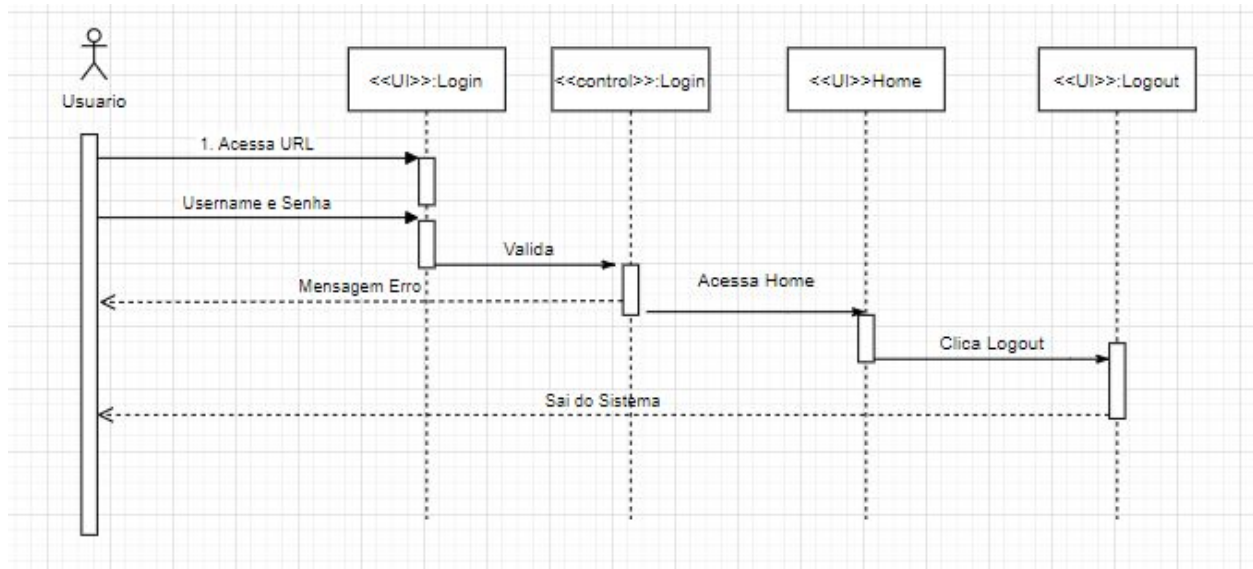 Usuario
<<UI>>:Login
<<control>>:Login
<<UI>>Home
<<UI>>:Logout
1. Acessa URL
Username e Senha
Valida
Mensagem Erro
Acessa Home
Clica Logout
Sai do Sistema